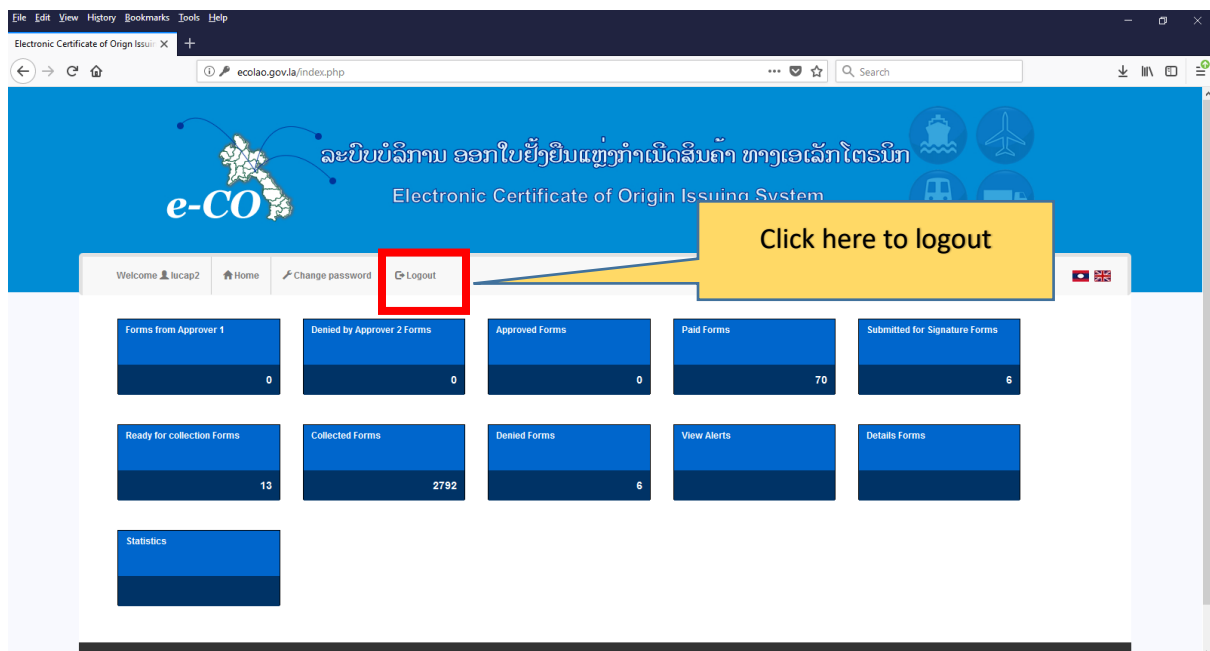 File Edit View History Bookmarks Tools Help
Electronic Certificate of Orign Issuin
ecolao.gov.la/index.php
Search
ລະບົບບໍລິການ ອອກໃບຢັ້ງຢືນແຫຼ່ງກຳເນີດສິນຄ້າ ທາງເອເລັກໂຕຣນິກ
e-CO
Electronic Certificate of Origin Issuing System
Click here to logout
Welcome lucap2 Home Change password Logout
Forms from Approver 1
0
Denied by Approver 2 Forms
0
Approved Forms
0
Paid Forms
70
Submitted for Signature Forms
6
Ready for collection Forms
13
Collected Forms
2792
Denied Forms
6
View Alerts
Details Forms
Statistics